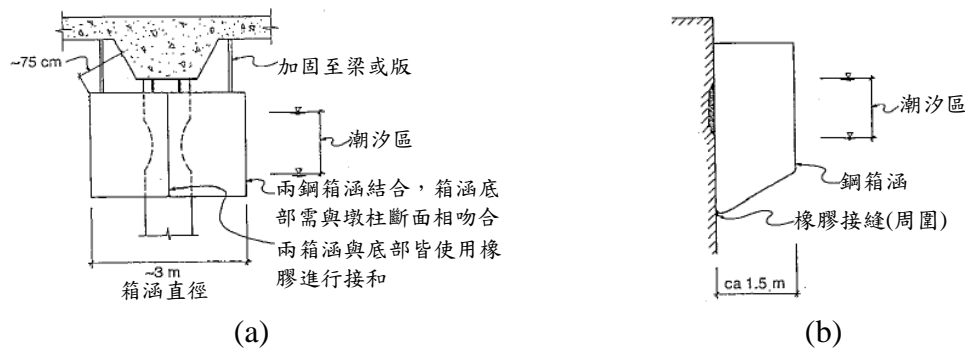 ~75 cm
加固至梁或版
潮汐區
兩鋼箱涵結合，箱涵底
部需與墩柱斷面相吻合
兩箱涵與底部皆使用橡
膠進行接和
~3 m
箱涵直徑
(a)
潮汐區
鋼箱涵
橡膠接縫(周圍)
ca 1.5 m
(b)